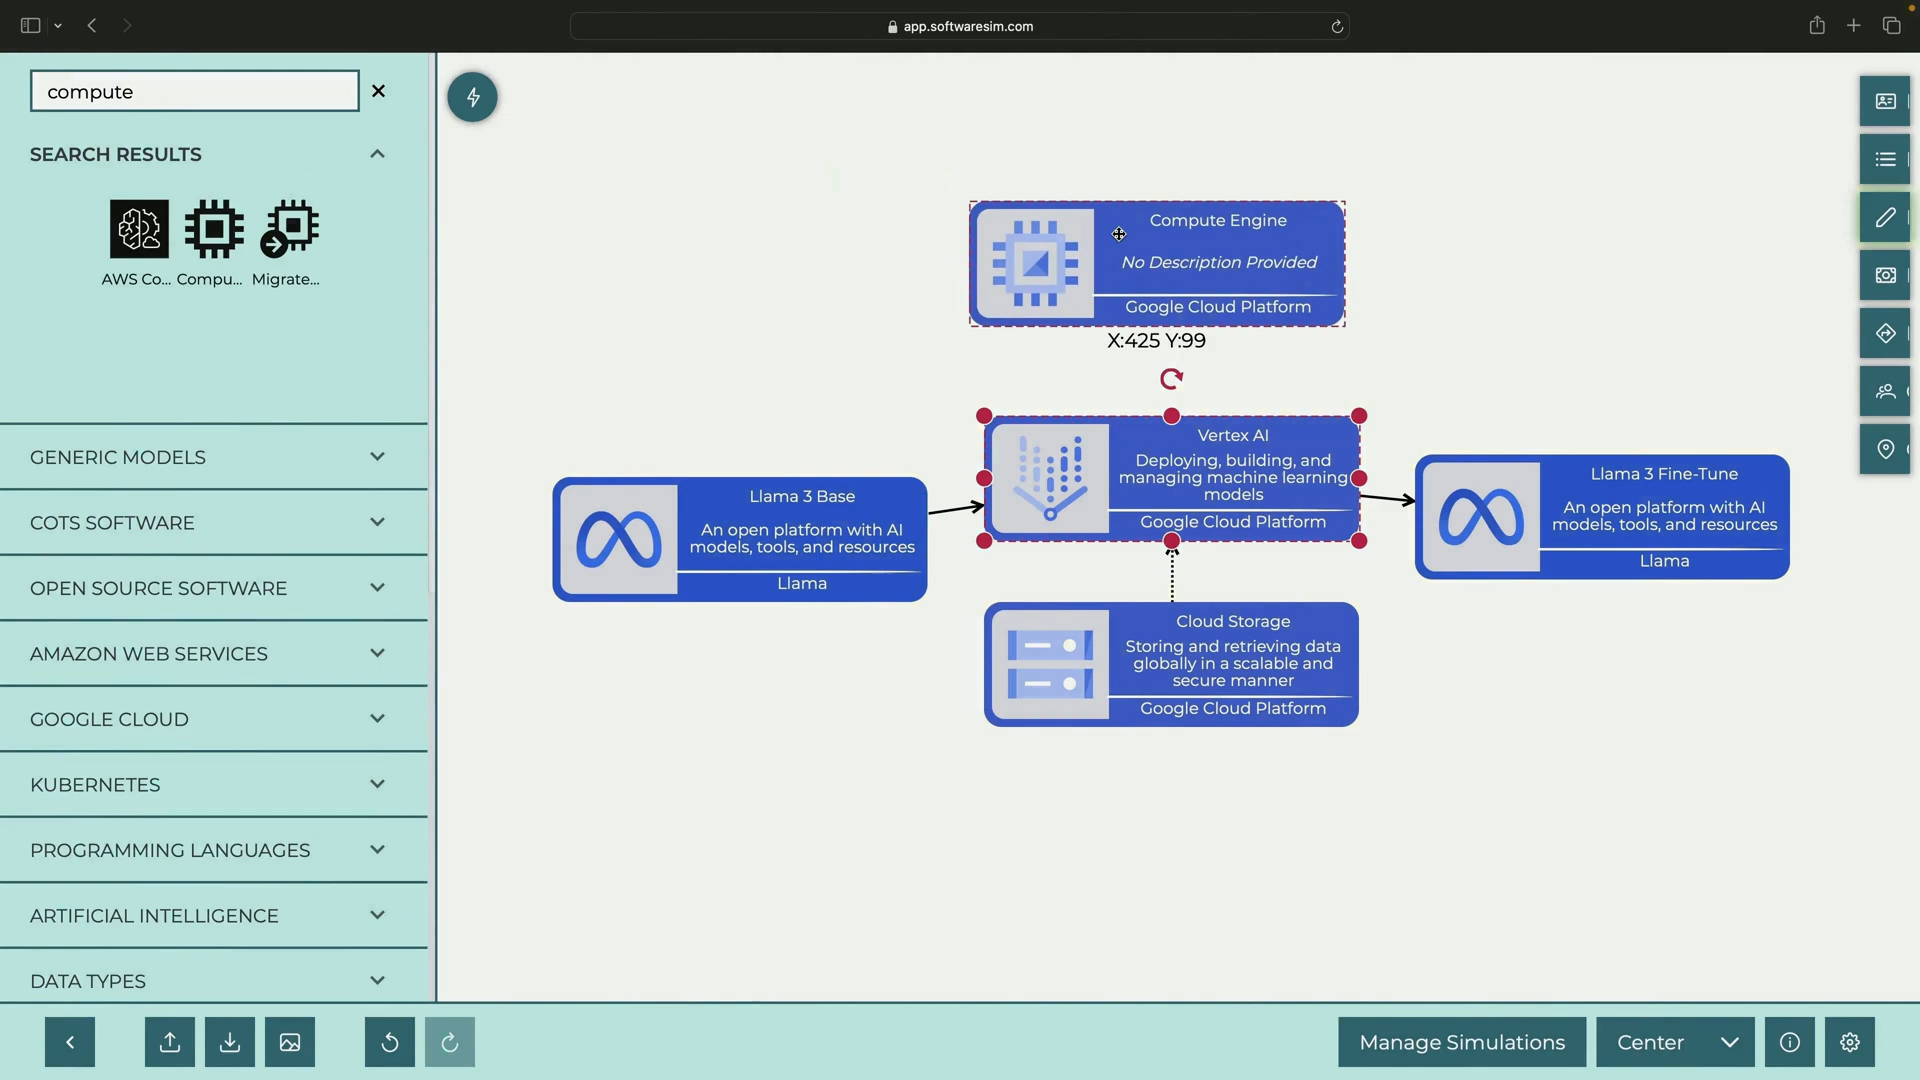 app.softwaresim.com
compute
SEARCH RESULTS
AWS Co... Compu... Migrate...
GENERIC MODELS
COTS SOFTWARE
OPEN SOURCE SOFTWARE
AMAZON WEB SERVICES
GOOGLE CLOUD
KUBERNETES
PROGRAMMING LANGUAGES
ARTIFICIAL INTELLIGENCE
DATA TYPES
Compute Engine
No Description Provided
Google Cloud Platform
X:425 Y:99
Vertex AI
Deploying, building, and
managing machine learning
models
Google Cloud Platform
Llama 3 Base
An open platform with AI
models, tools, and resources
Llama
Llama 3 Fine-Tune
An open platform with AI
models, tools, and resources
Llama
Cloud Storage
Storing and retrieving data
globally in a scalable and
secure manner
Google Cloud Platform
Manage Simulations
Center